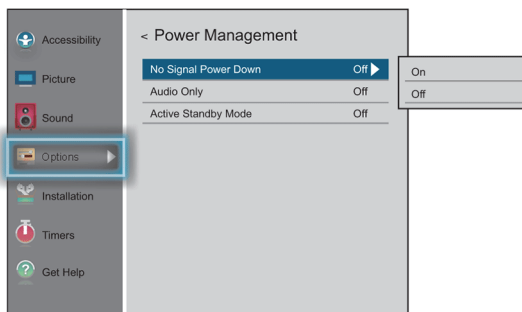 Accessibility
Picture
Sound
Options
Installation
Timers
Get Help
< Power Management
No Signal Power Down Off
Audio Only Off
Active Standby Mode Off
On
Off